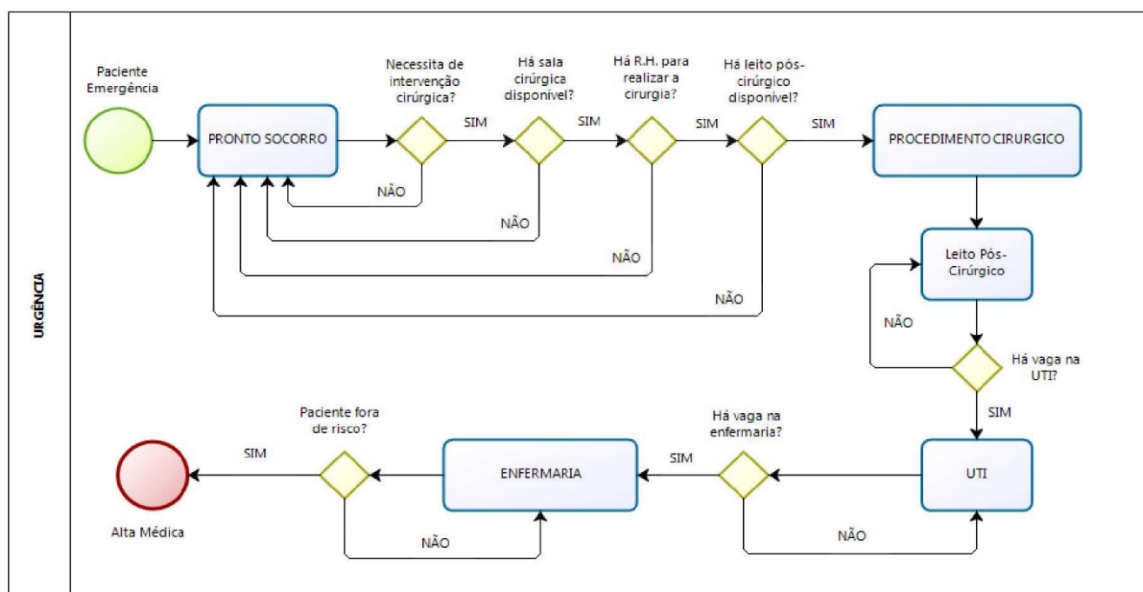 URGÊNCIA
Paciente
Emergência
PRONTO SOCORRO
Necessita de
intervenção
cirúrgica?
SIM
NÃO
Há sala
cirúrgica
disponível?
SIM
NÃO
Há R.H. para
realizar a
cirurgia?
SIM
NÃO
Há leito pós-
cirúrgico
disponível?
SIM
NÃO
PROCEDIMENTO CIRURGICO
Leito Pós-
Cirúrgico
NÃO
Há vaga na
UTI?
SIM
UTI
Há vaga na
enfermaria?
SIM
NÃO
ENFERMARIA
Paciente fora
de risco?
SIM
NÃO
Alta Médica